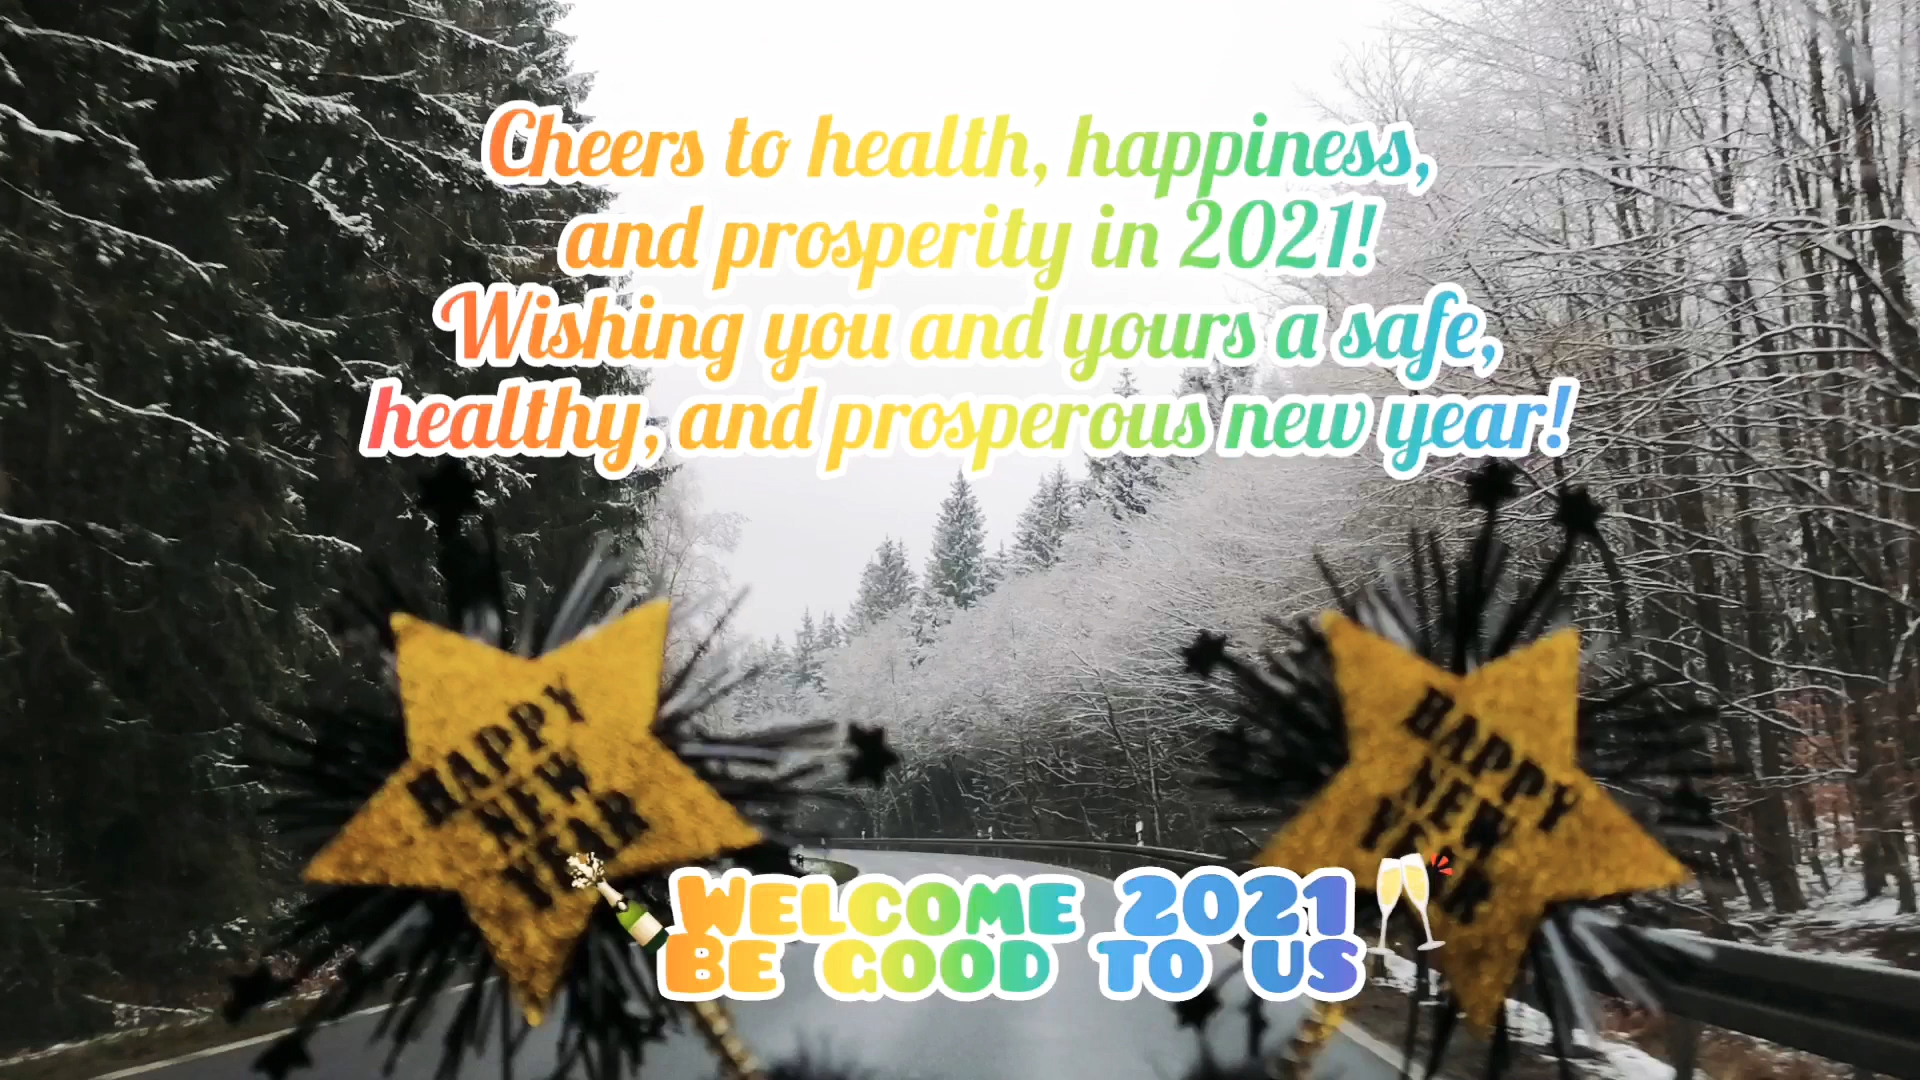 Cheers to health, happiness,
and prosperity in 2021!
Wishing you and yours a safe,
healthy, and prosperous new year!
HAPPY
NEW
YEAR
HAPPY
NEW
YEAR
WELCOME 2021
BE GOOD TO US